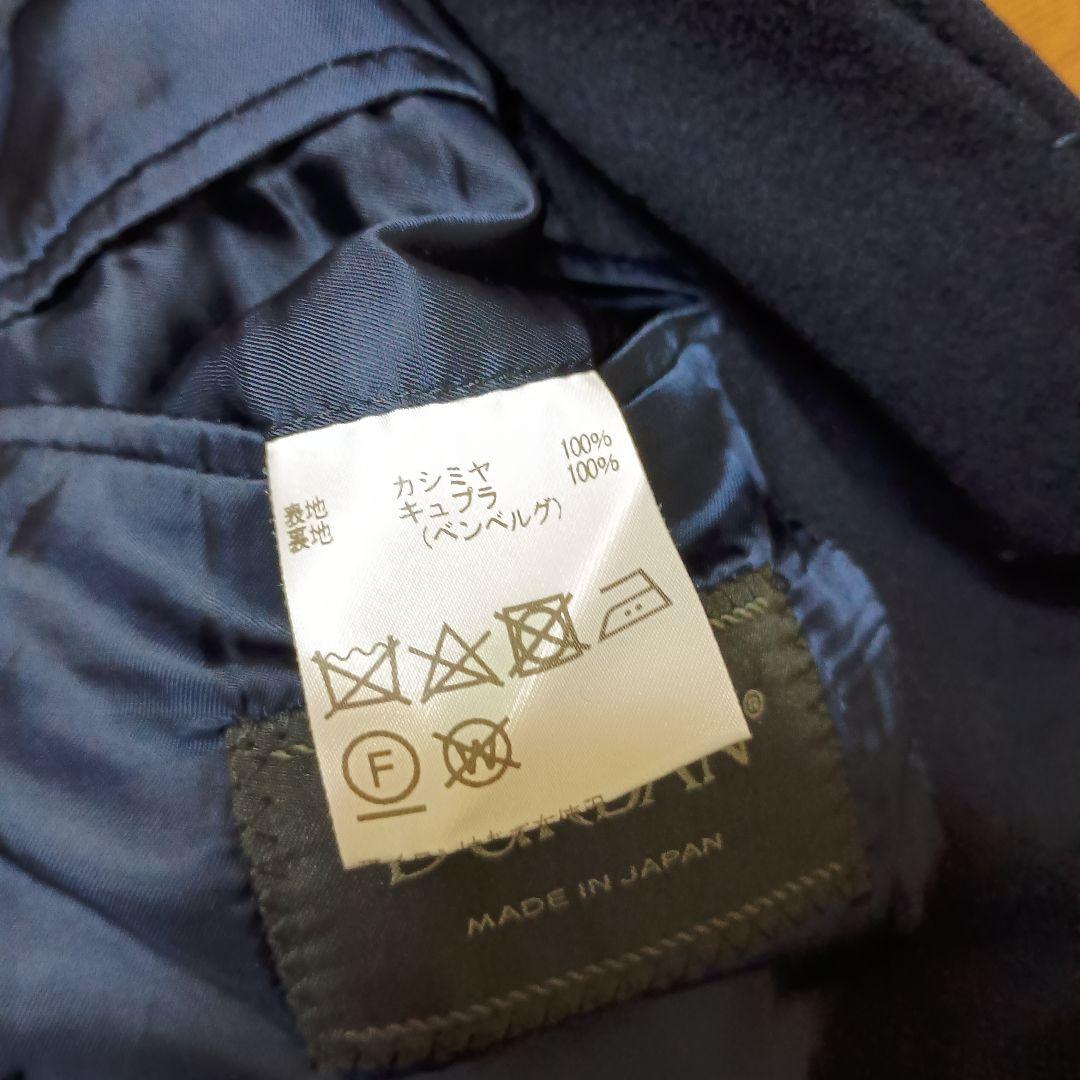 表地 カシミヤ 100%
裏地 キュプラ 100%
(ベンベルグ)
F
W
®
MADE IN JAPAN